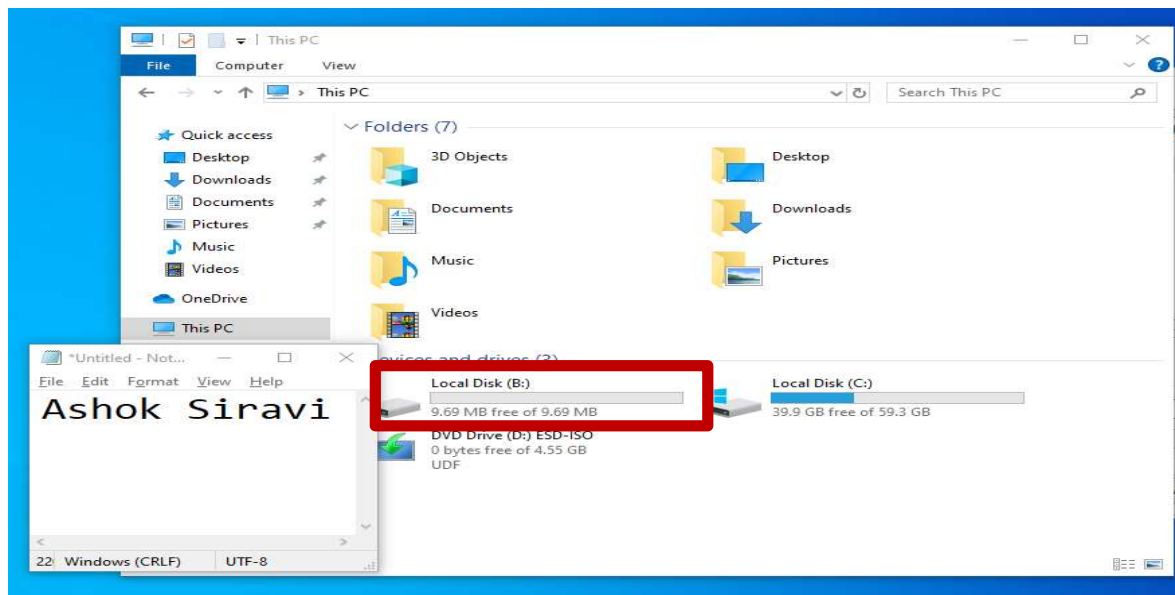 This PC
File Computer View
This PC
Search This PC
Quick access
Desktop
Downloads
Documents
Pictures
Music
Videos
OneDrive
This PC
Folders (7)
3D Objects
Desktop
Documents
Downloads
Music
Pictures
Videos
Devices and drives (3)
Local Disk (B:)
9.69 MB free of 9.69 MB
Local Disk (C:)
39.9 GB free of 59.3 GB
DVD Drive (D:) ESD-ISO
0 bytes free of 4.55 GB
UDF
*Untitled - Not...
File Edit Format View Help
Ashok Siravi
Windows (CRLF) UTF-8